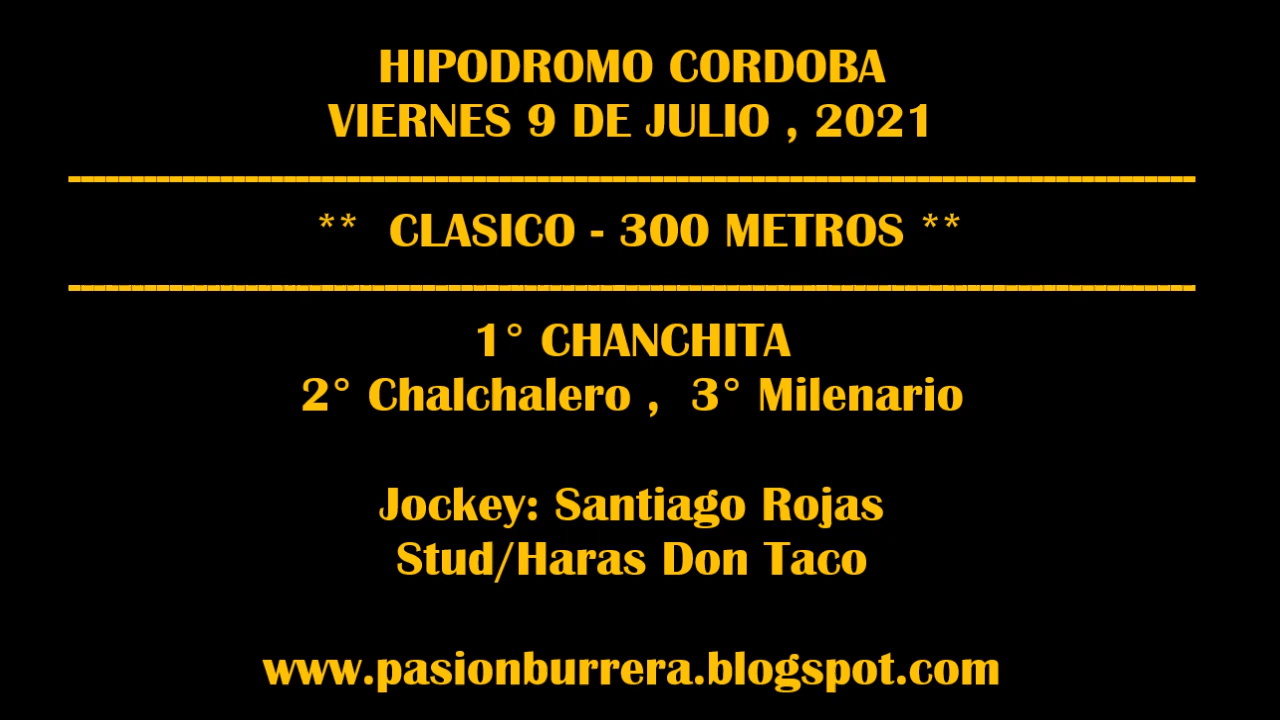 HIPODROMO CORDOBA
VIERNES 9 DE JULIO , 2021
-----------------------------------------------------------------------------------------
** CLASICO - 300 METROS **
-----------------------------------------------------------------------------------------
1° CHANCHITA
2° Chalchalero , 3° Milenario
Jockey: Santiago Rojas
Stud/Haras Don Taco
www.pasionburrera.blogspot.com